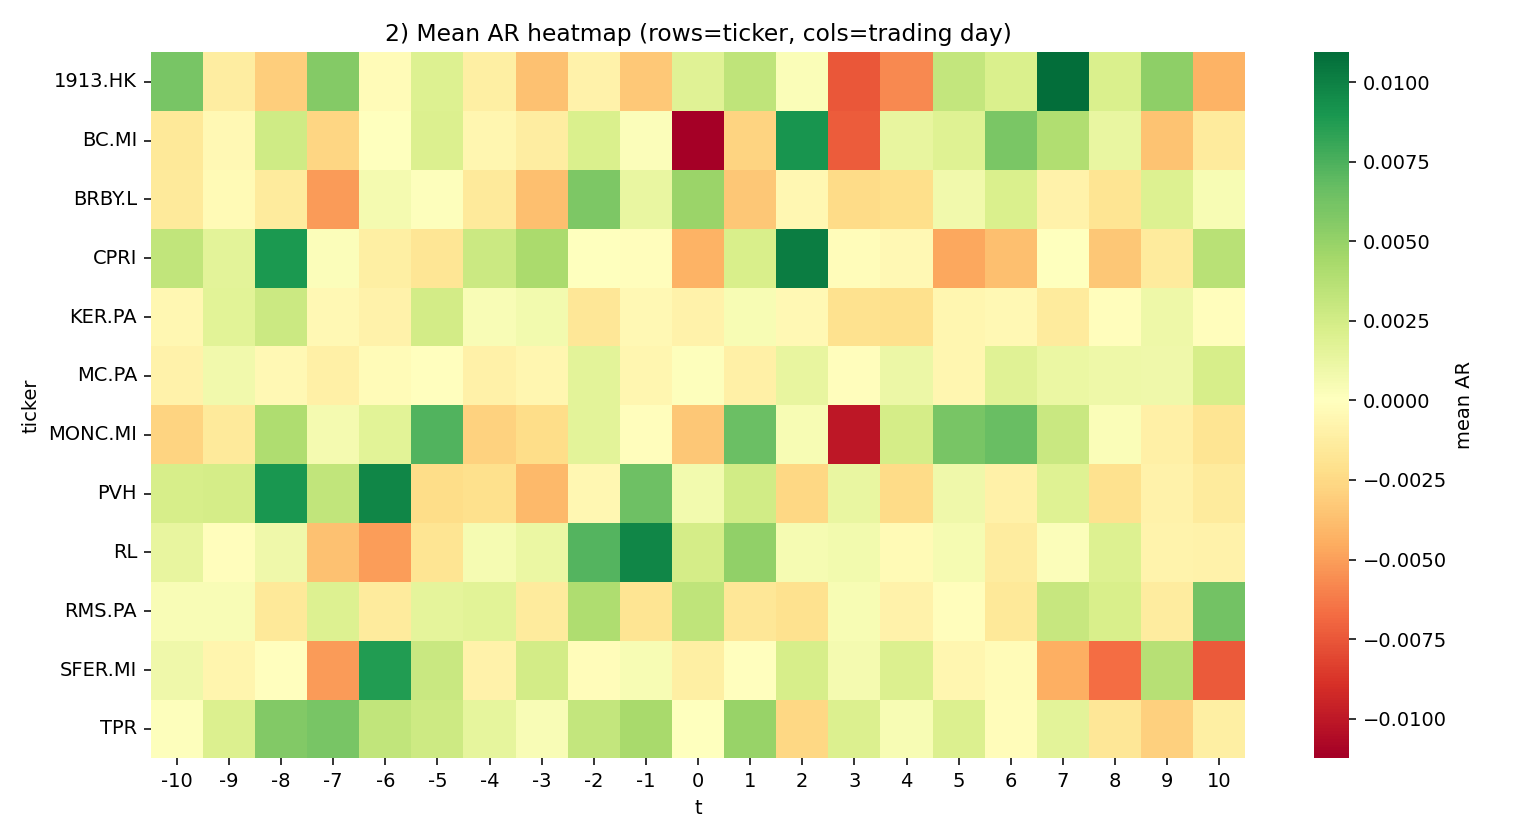 2) Mean AR heatmap (rows=ticker, cols=trading day)
1913.HK
BC.MI
BRBY.L
CPRI
KER.PA
MC.PA
MONC.MI
PVH
RL
RMS.PA
SFER.MI
TPR
ticker
-10 -9 -8 -7 -6 -5 -4 -3 -2 -1 0 1 2 3 4 5 6 7 8 9 10
t
0.0100
0.0075
0.0050
0.0025
0.0000
−0.0025
−0.0050
−0.0075
−0.0100
mean AR